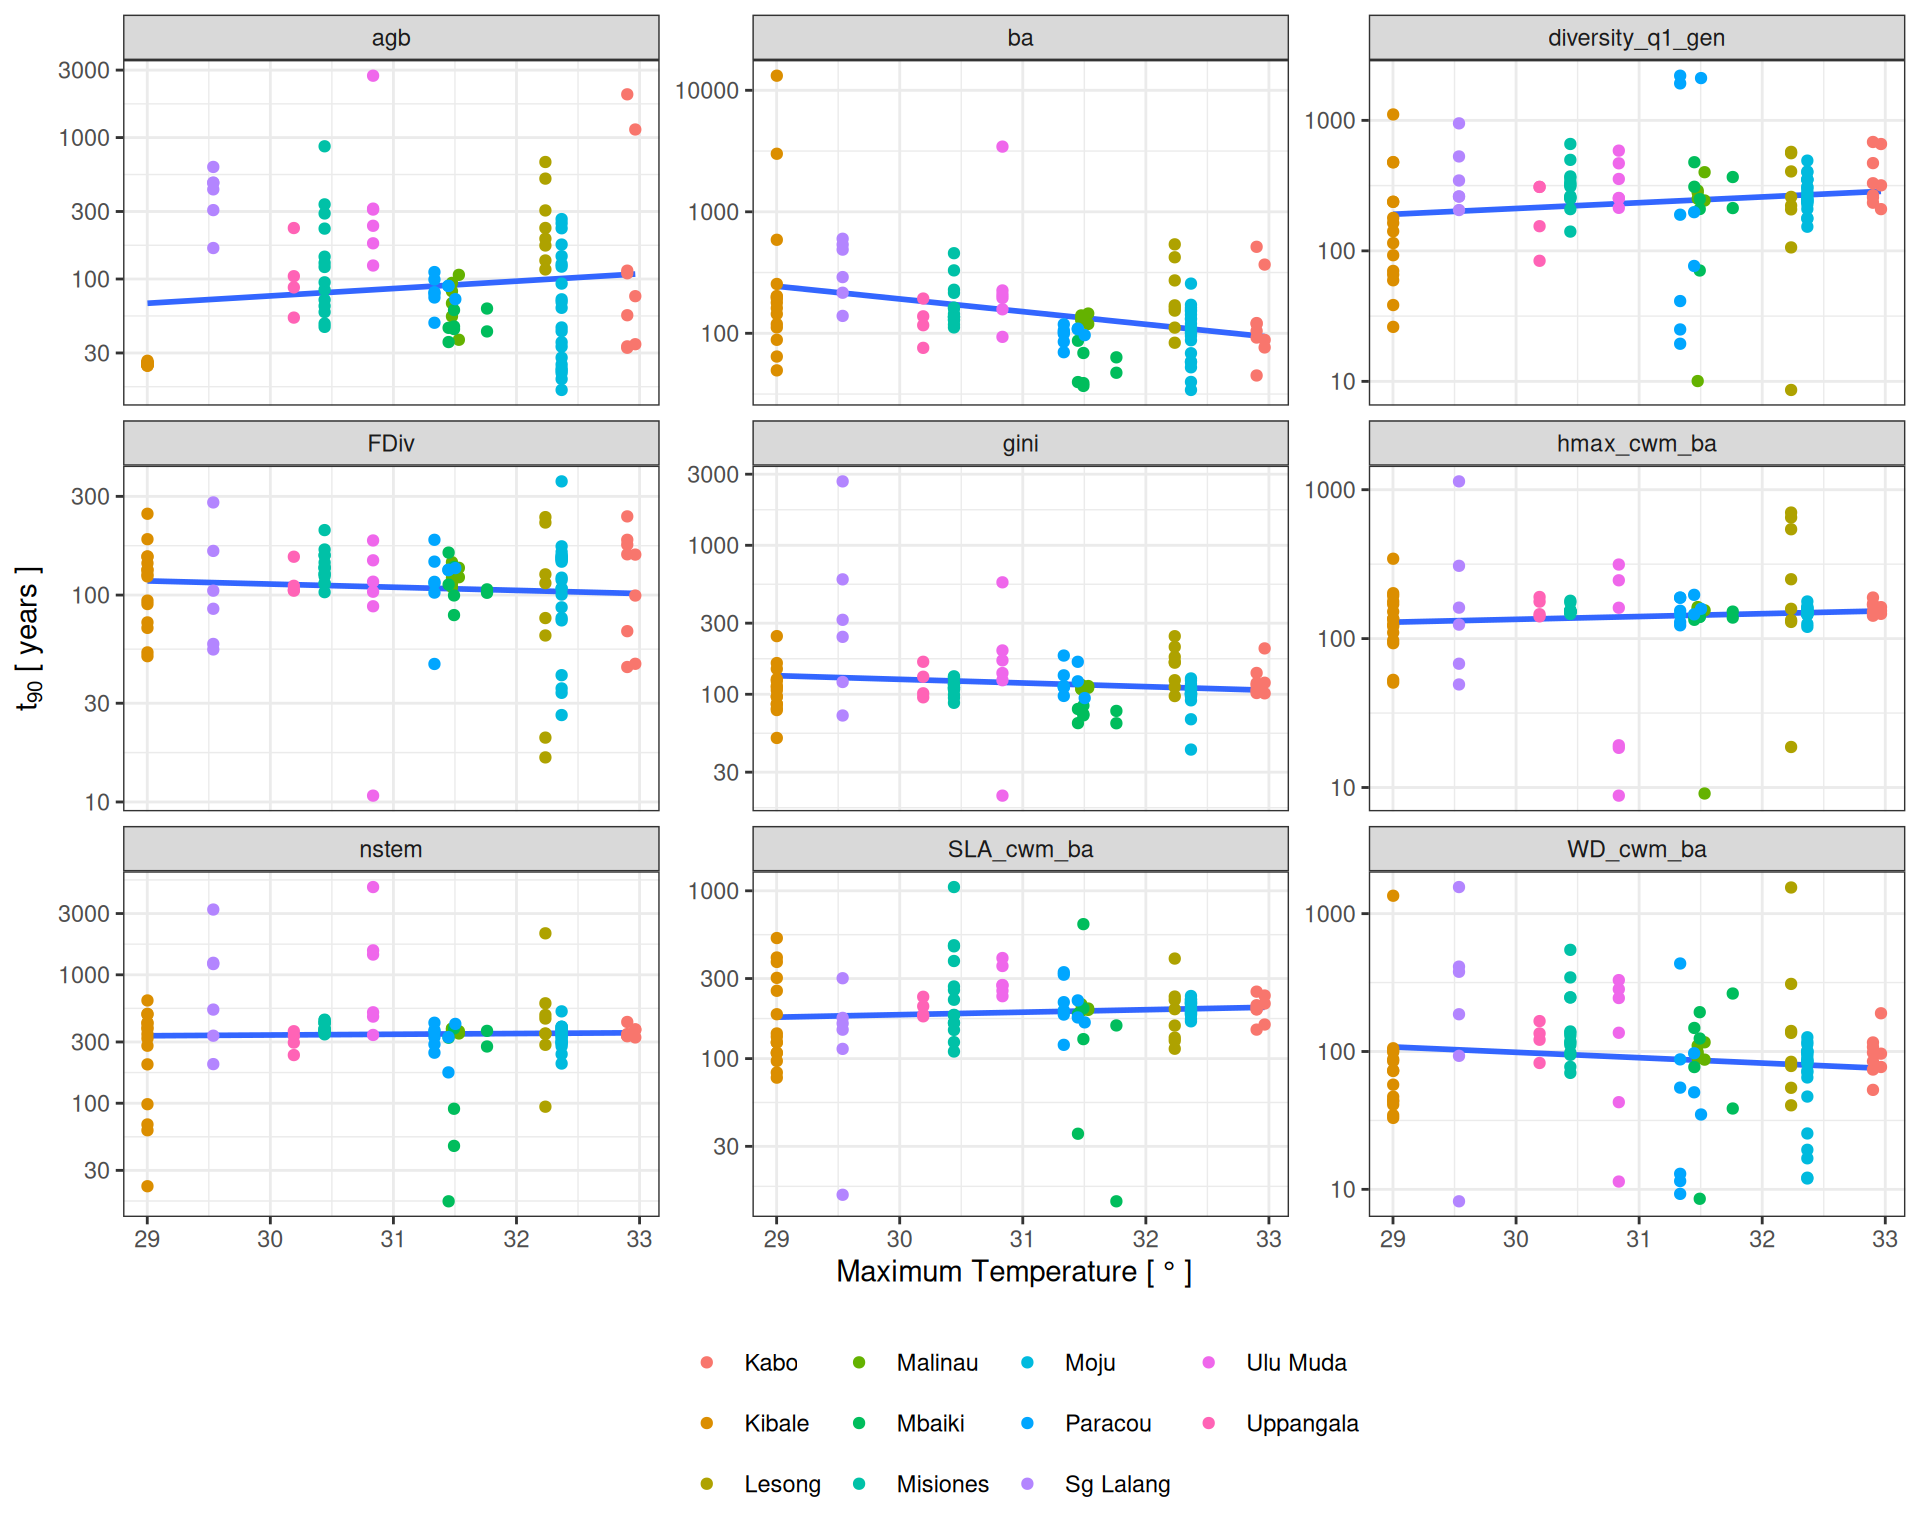 agb
ba
diversity_q1_gen
3000
1000
300
100
30
10000
1000
100
1000
100
10
FDiv
gini
hmax_cwm_ba
300
100
30
10
3000
1000
300
100
30
1000
100
10
t90 [ years ]
nstem
SLA_cwm_ba
WD_cwm_ba
3000
1000
300
100
30
1000
300
100
30
1000
100
10
29 30 31 32 33
29 30 31 32 33
29 30 31 32 33
Maximum Temperature [ ° ]
Kabo Malinau Moju Ulu Muda
Kibale Mbaiki Paracou Uppangala
Lesong Misiones Sg Lalang